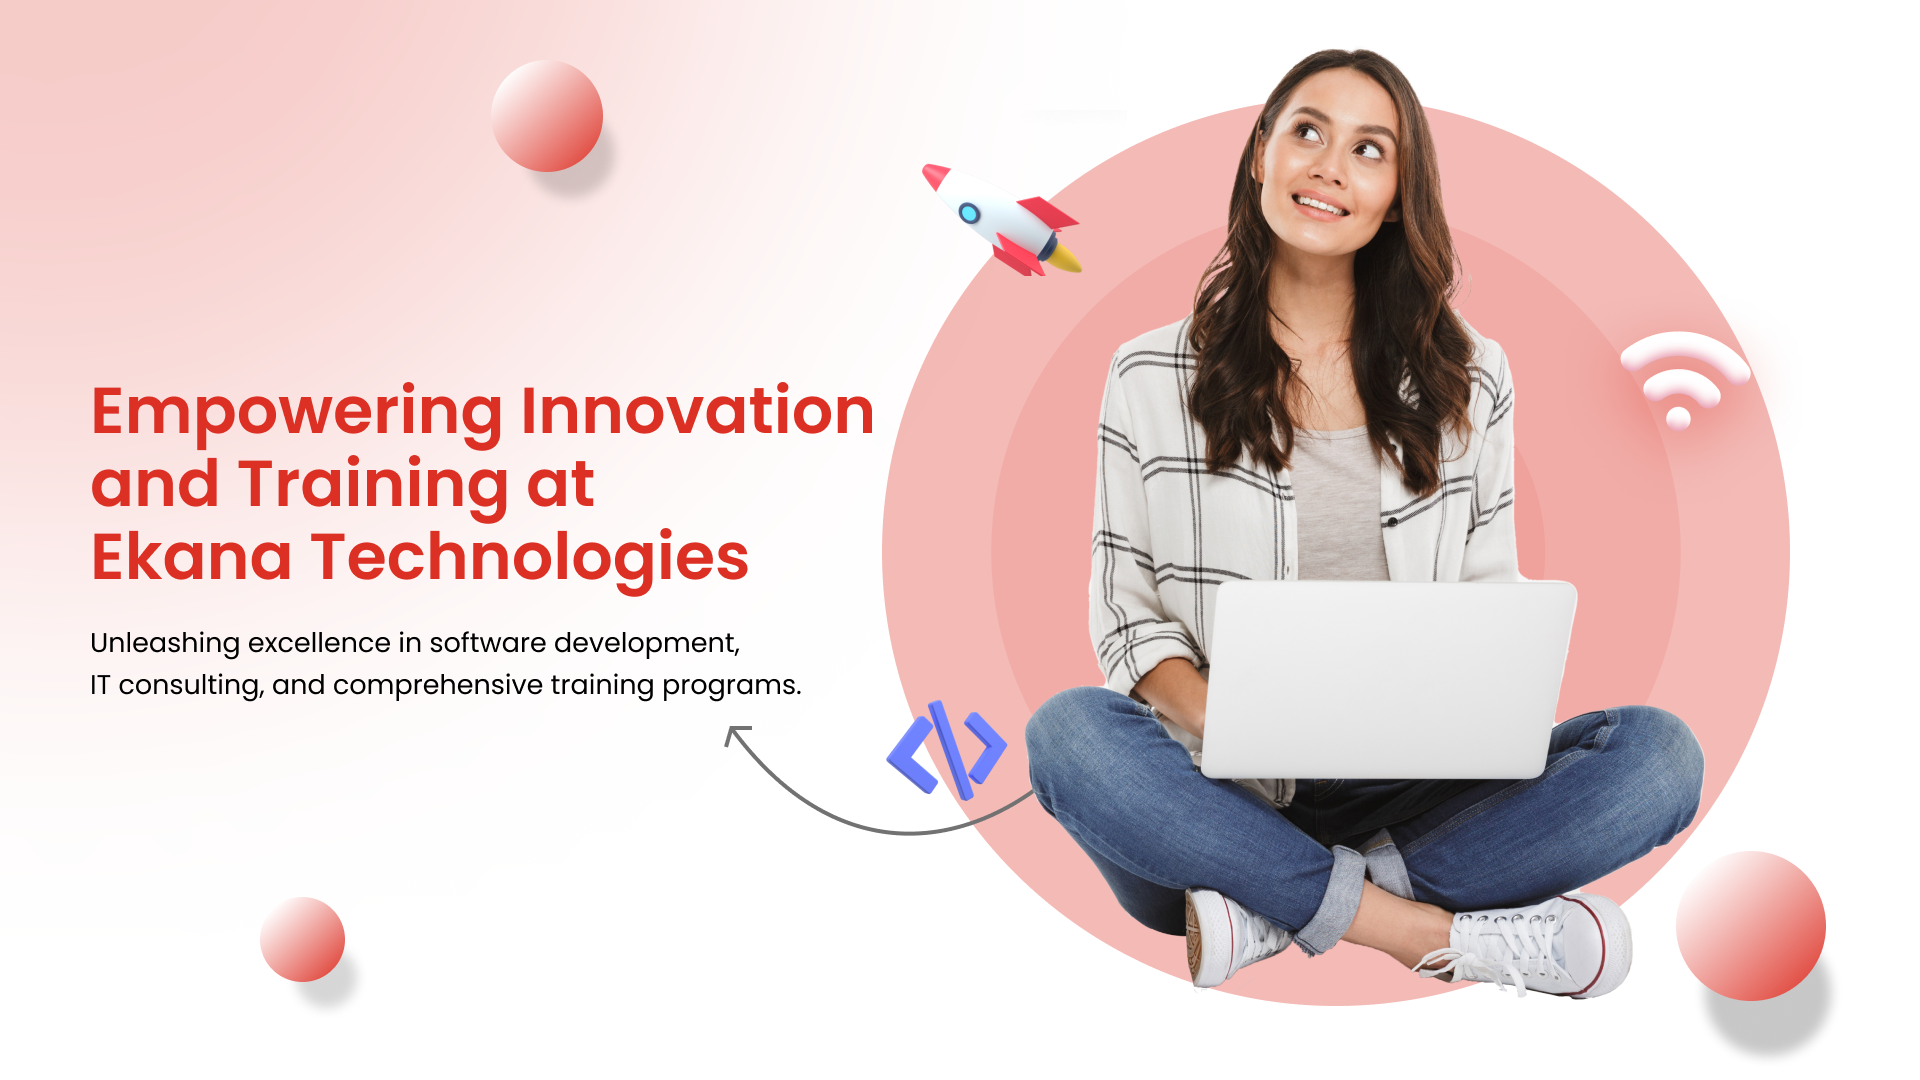 Empowering Innovation
and Training at
Ekana Technologies
Unleashing excellence in software development,
IT consulting, and comprehensive training programs.